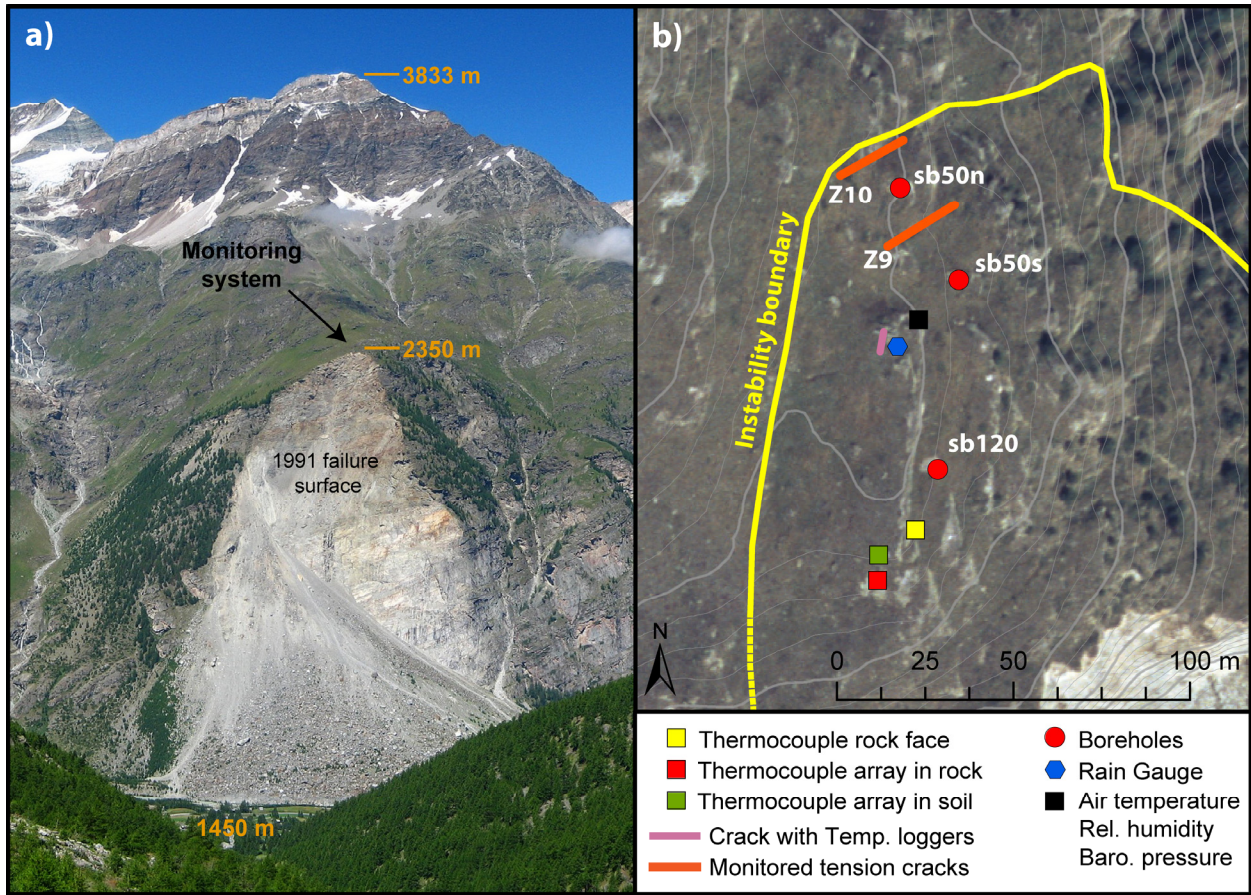 a)
3833 m
Monitoring
system
2350 m
1991 failure
surface
1450 m
b)
Z10
sb50n
Z9
sb50s
Instability boundary
sb120
N
0 25 50 100 m
Thermocouple rock face
Thermocouple array in rock
Thermocouple array in soil
Crack with Temp. loggers
Monitored tension cracks
Boreholes
Rain Gauge
Air temperature
Rel. humidity
Baro. pressure